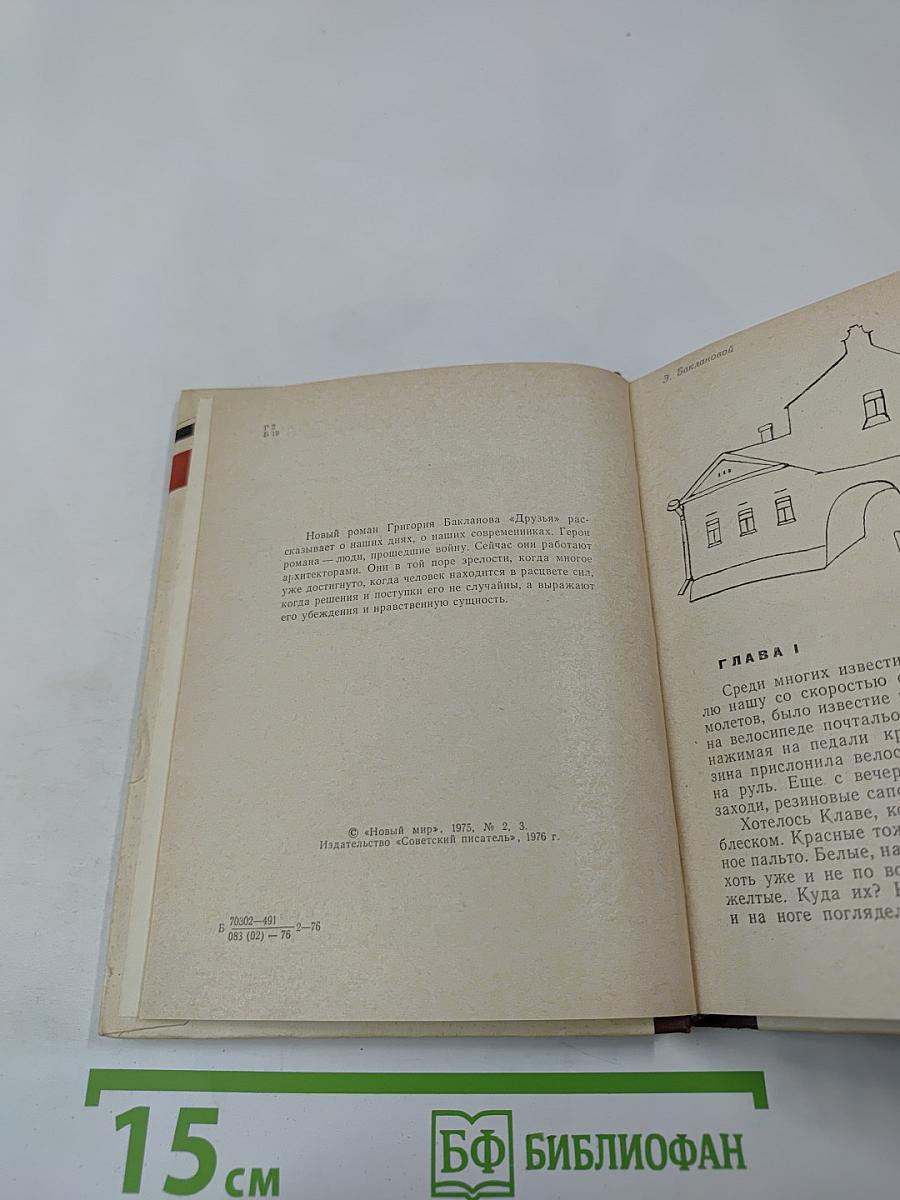 Г 2
Б 19
Новый роман Григория Бакланова «Друзья» рас-
сказывает о наших днях, о наших современниках. Герои
романа — люди, прошедшие войну. Сейчас они работают
архитекторами. Они в той поре зрелости, когда многое
уже достигнуто, когда человек находится в расцвете сил,
когда решения и поступки его не случайны, а выражают
его убеждения и нравственную сущность.
© «Новый мир», 1975, № 2, 3.
Издательство «Советский писатель», 1976 г.
Б 70302—491
083 (02) — 76 2—76
Э. Баклановой
ГЛАВА I
Среди многих извести
лю нашу со скоростью
молетов, было известие
на велосипеде почтальо
нажимая на педали кр
зина прислонила велос
на руль. Еще с вечер
заходи, резиновые сапо
Хотелось Клаве, ко
блеском. Красные тож
ное пальто. Белые, на
хоть уже и не по во
желтые. Куда их?
и на ноге поглядел
15 см
БФ БИБЛИОФАН